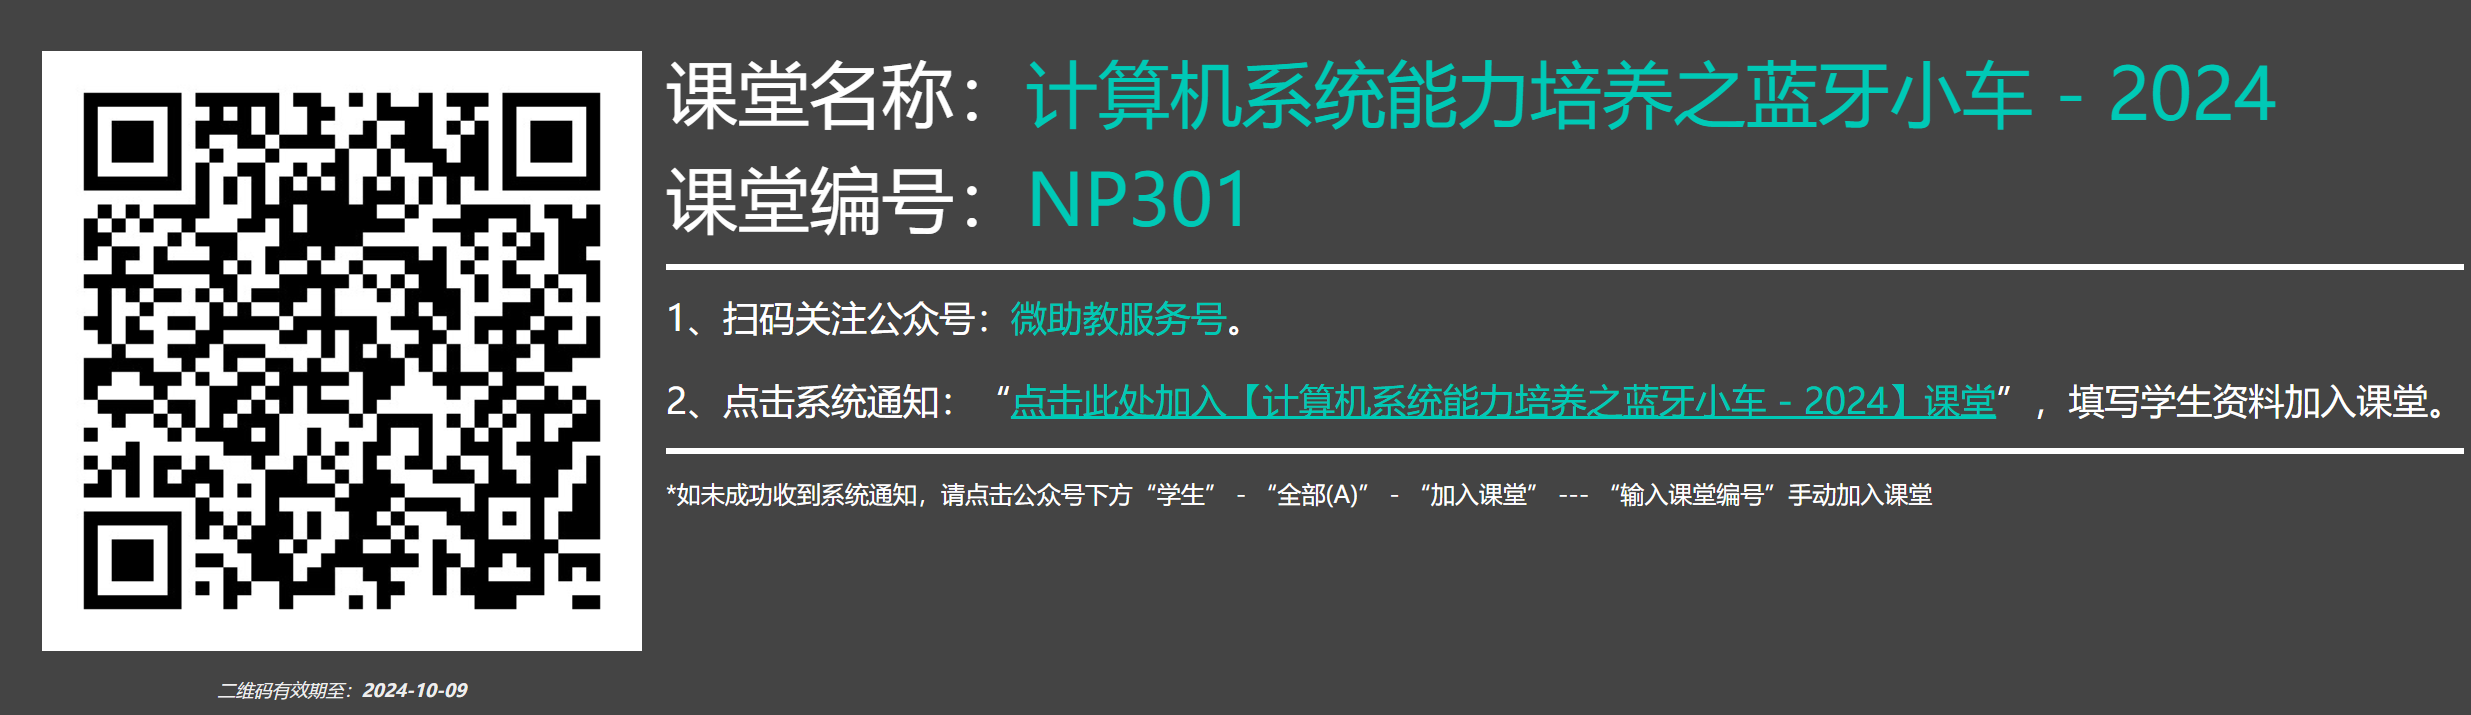 课堂名称：计算机系统能力培养之蓝牙小车 - 2024
课堂编号：NP301
1、扫码关注公众号：微助教服务号。
2、点击系统通知：“点击此处加入【计算机系统能力培养之蓝牙小车 - 2024】课堂”，填写学生资料加入课堂。
*如未成功收到系统通知，请点击公众号下方“学生” - “全部(A)” - “加入课堂” --- “输入课堂编号”手动加入课堂
二维码有效期至：2024-10-09